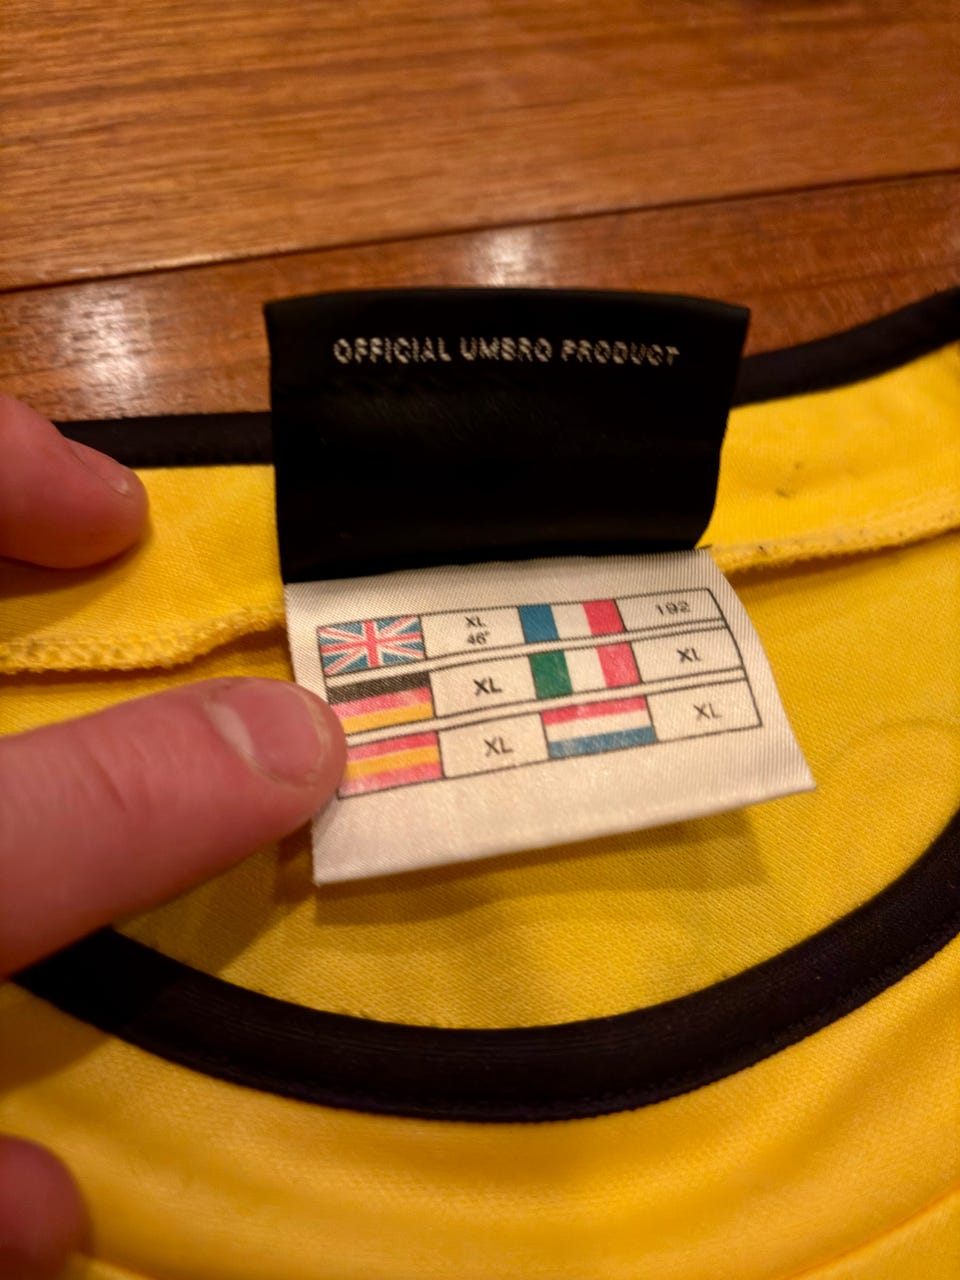 OFFICIAL UMBRO PRODUCT
XL
46" 192
XL XL
XL XL